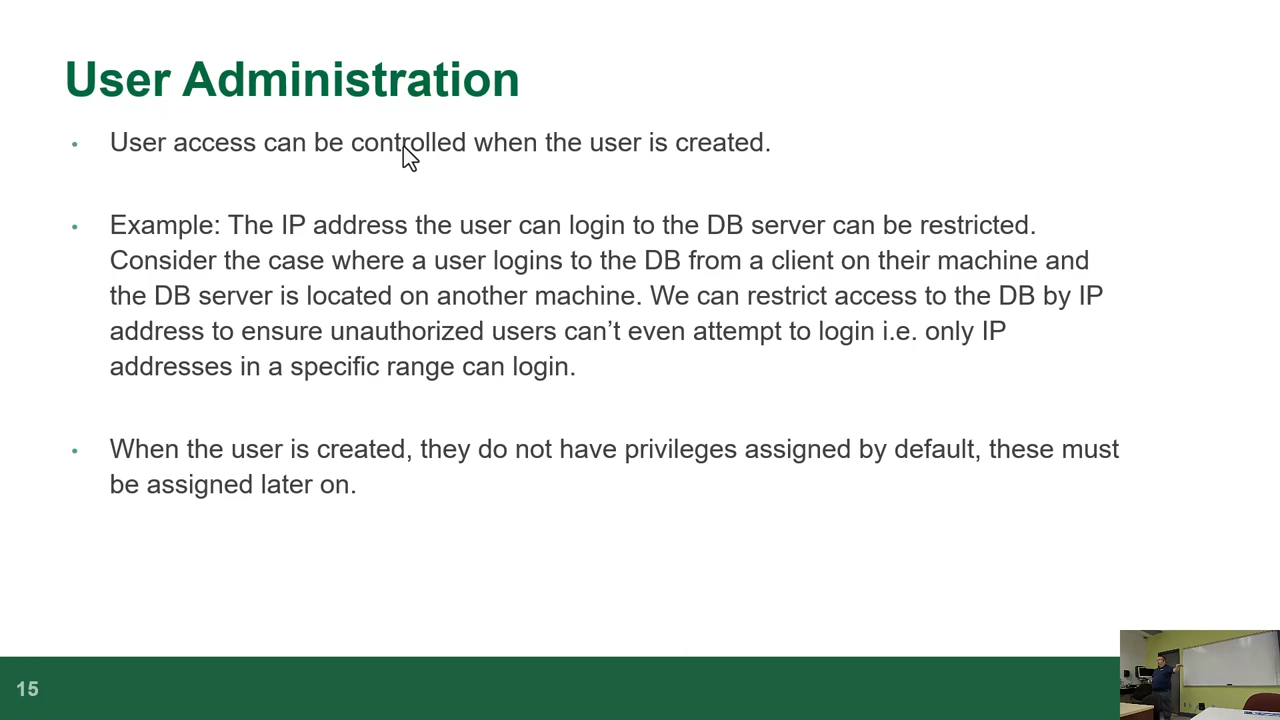 User Administration
• User access can be controlled when the user is created.
• Example: The IP address the user can login to the DB server can be restricted.
Consider the case where a user logins to the DB from a client on their machine and
the DB server is located on another machine. We can restrict access to the DB by IP
address to ensure unauthorized users can’t even attempt to login i.e. only IP
addresses in a specific range can login.
• When the user is created, they do not have privileges assigned by default, these must
be assigned later on.
15